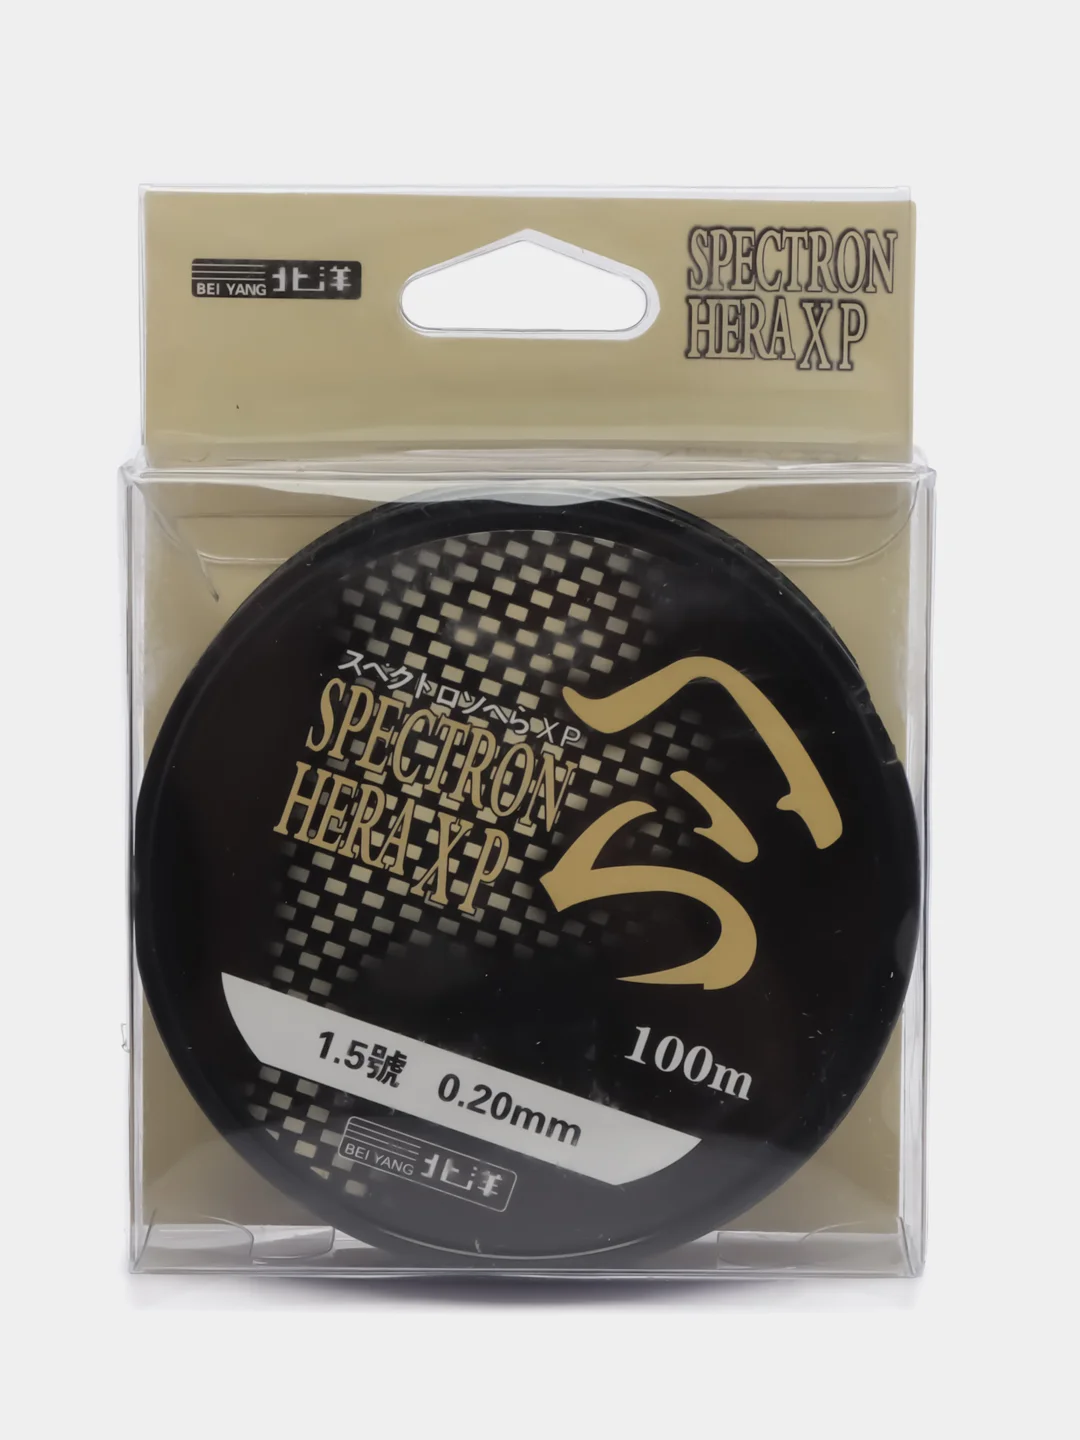 BEI YANG 北洋
SPECTRON
HERA XP
スペクトロンへらXP
SPECTRON
HERA XP
へら
100m
1.5號 0.20mm
BEI YANG 北洋